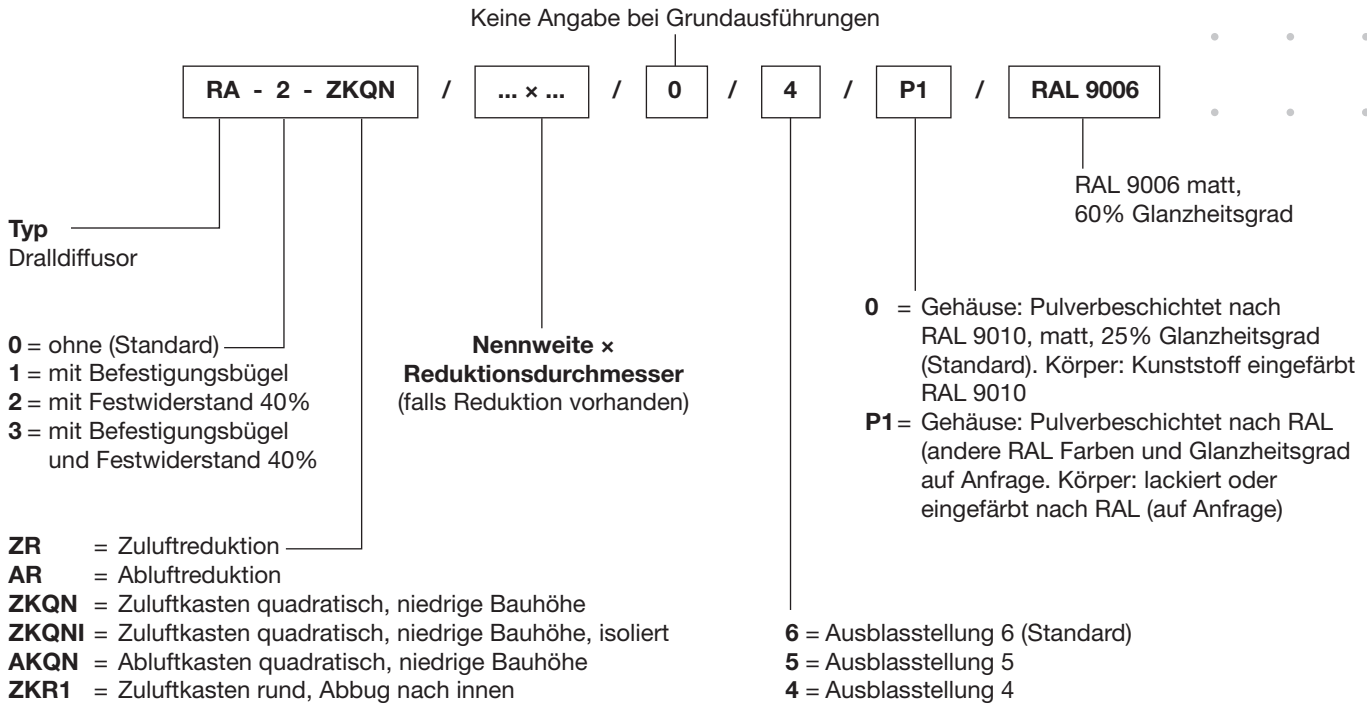 Keine Angabe bei Grundausführungen
RA - 2 - ZKQN / ... × ... / 0 / 4 / P1 / RAL 9006
RAL 9006 matt,
60% Glanzheitsgrad
Typ
Dralldiffusor
0 = ohne (Standard)
1 = mit Befestigungsbügel
2 = mit Festwiderstand 40%
3 = mit Befestigungsbügel
und Festwiderstand 40%
Nennweite ×
Reduktionsdurchmesser
(falls Reduktion vorhanden)
0 = Gehäuse: Pulverbeschichtet nach
RAL 9010, matt, 25% Glanzheitsgrad
(Standard). Körper: Kunststoff eingefärbt
RAL 9010
P1 = Gehäuse: Pulverbeschichtet nach RAL
(andere RAL Farben und Glanzheitsgrad
auf Anfrage. Körper: lackiert oder
eingefärbt nach RAL (auf Anfrage)
ZR = Zuluftreduktion
AR = Abluftreduktion
ZKQN = Zuluftkasten quadratisch, niedrige Bauhöhe
ZKQNI = Zuluftkasten quadratisch, niedrige Bauhöhe, isoliert
AKQN = Abluftkasten quadratisch, niedrige Bauhöhe
ZKR1 = Zuluftkasten rund, Abbug nach innen
6 = Ausblasstellung 6 (Standard)
5 = Ausblasstellung 5
4 = Ausblasstellung 4